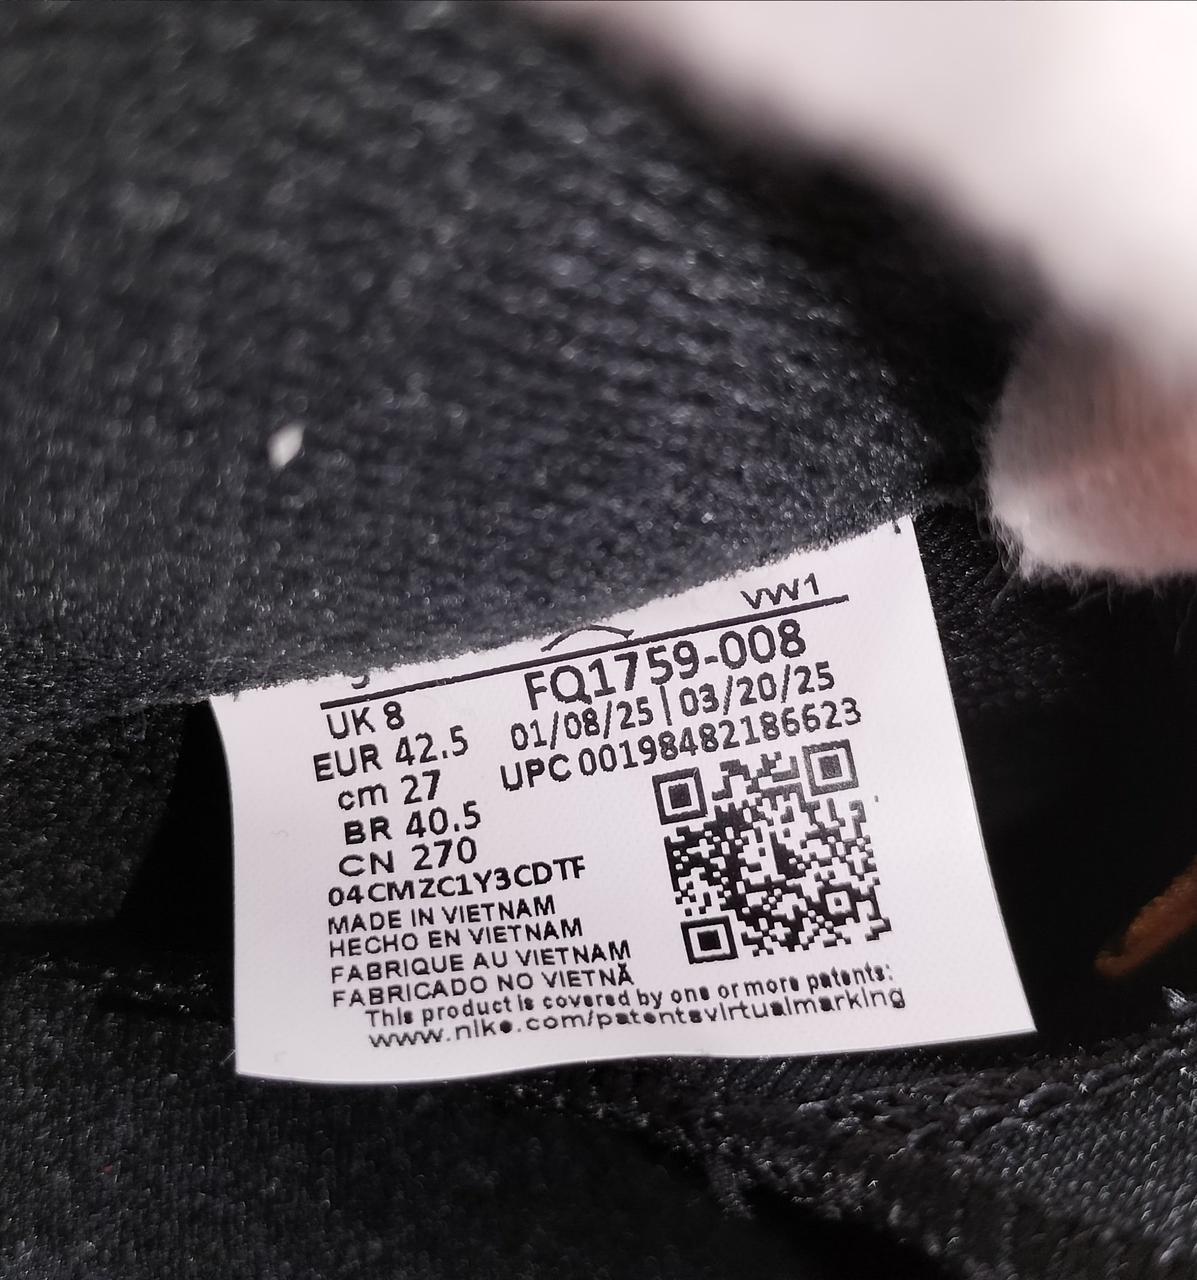 VW1
FQ1759-008
01/08/25 | 03/20/25
UPC 00198482186623
UK 8
EUR 42.5
cm 27
BR 40.5
CN 270
04CMZC1Y3CDTF
MADE IN VIETNAM
HECHO EN VIETNAM
FABRIQUE AU VIETNAM
FABRICADO NO VIETNÃ
This product is covered by one or more patents:
www.nike.com/patentsvirtualmarking